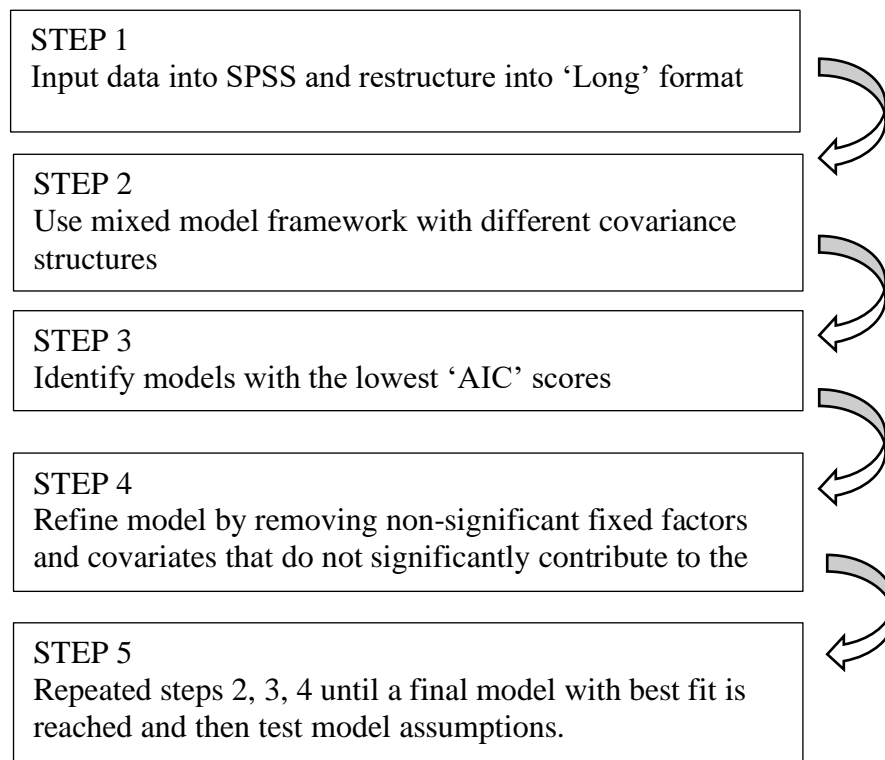 STEP 1
Input data into SPSS and restructure into ‘Long’ format
STEP 2
Use mixed model framework with different covariance
structures
STEP 3
Identify models with the lowest ‘AIC’ scores
STEP 4
Refine model by removing non-significant fixed factors
and covariates that do not significantly contribute to the
STEP 5
Repeated steps 2, 3, 4 until a final model with best fit is
reached and then test model assumptions.